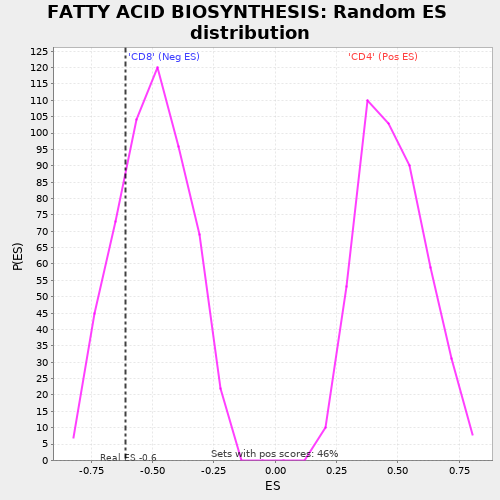 FATTY ACID BIOSYNTHESIS: Random ES
distribution
'CD8' (Neg ES)
'CD4' (Pos ES)
P(ES)
125
120
115
110
105
100
95
90
85
80
75
70
65
60
55
50
45
40
35
30
25
20
15
10
5
0
Real ES -0.6
Sets with pos scores: 46%
-0.75 -0.50 -0.25 0.00 0.25 0.50 0.75
ES